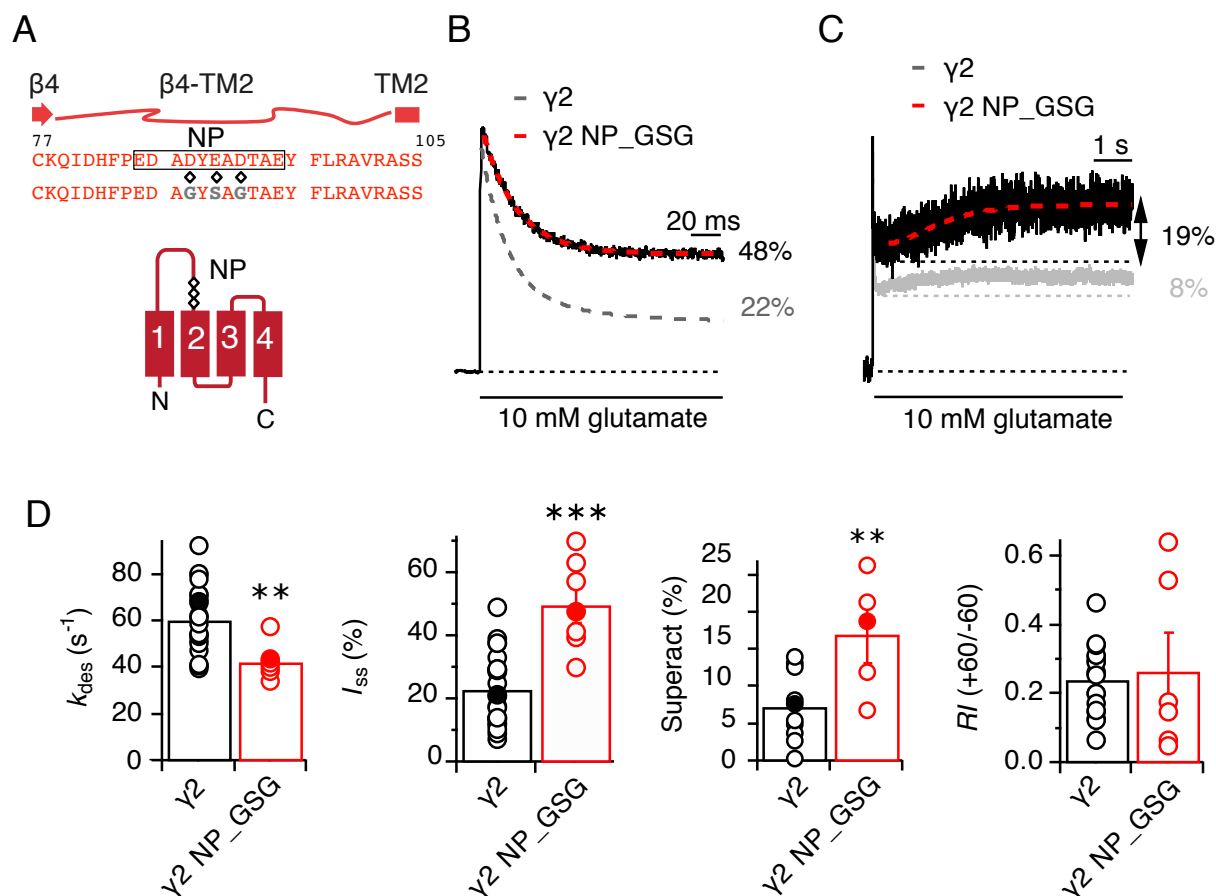 A
β4
β4-TM2
TM2
77
NP
105
CKQIDHFPED ADYEADTAEY FLRAVRASS
CKQIDHFPED AGYSAGTAEY FLRAVRASS
NP
1
2
3
4
N
C
B
γ2
γ2 NP_GSG
20 ms
48%
22%
10 mM glutamate
C
γ2
γ2 NP_GSG
1 s
19%
8%
10 mM glutamate
D
kdes (s-1)
80
60
40
20
0
**
γ2
γ2 NP_GSG
Iss (%)
60
40
20
0
***
γ2
γ2 NP_GSG
Superact (%)
25
20
15
10
5
0
**
γ2
γ2 NP_GSG
RI (+60/-60)
0.6
0.4
0.2
0.0
γ2
γ2 NP_GSG